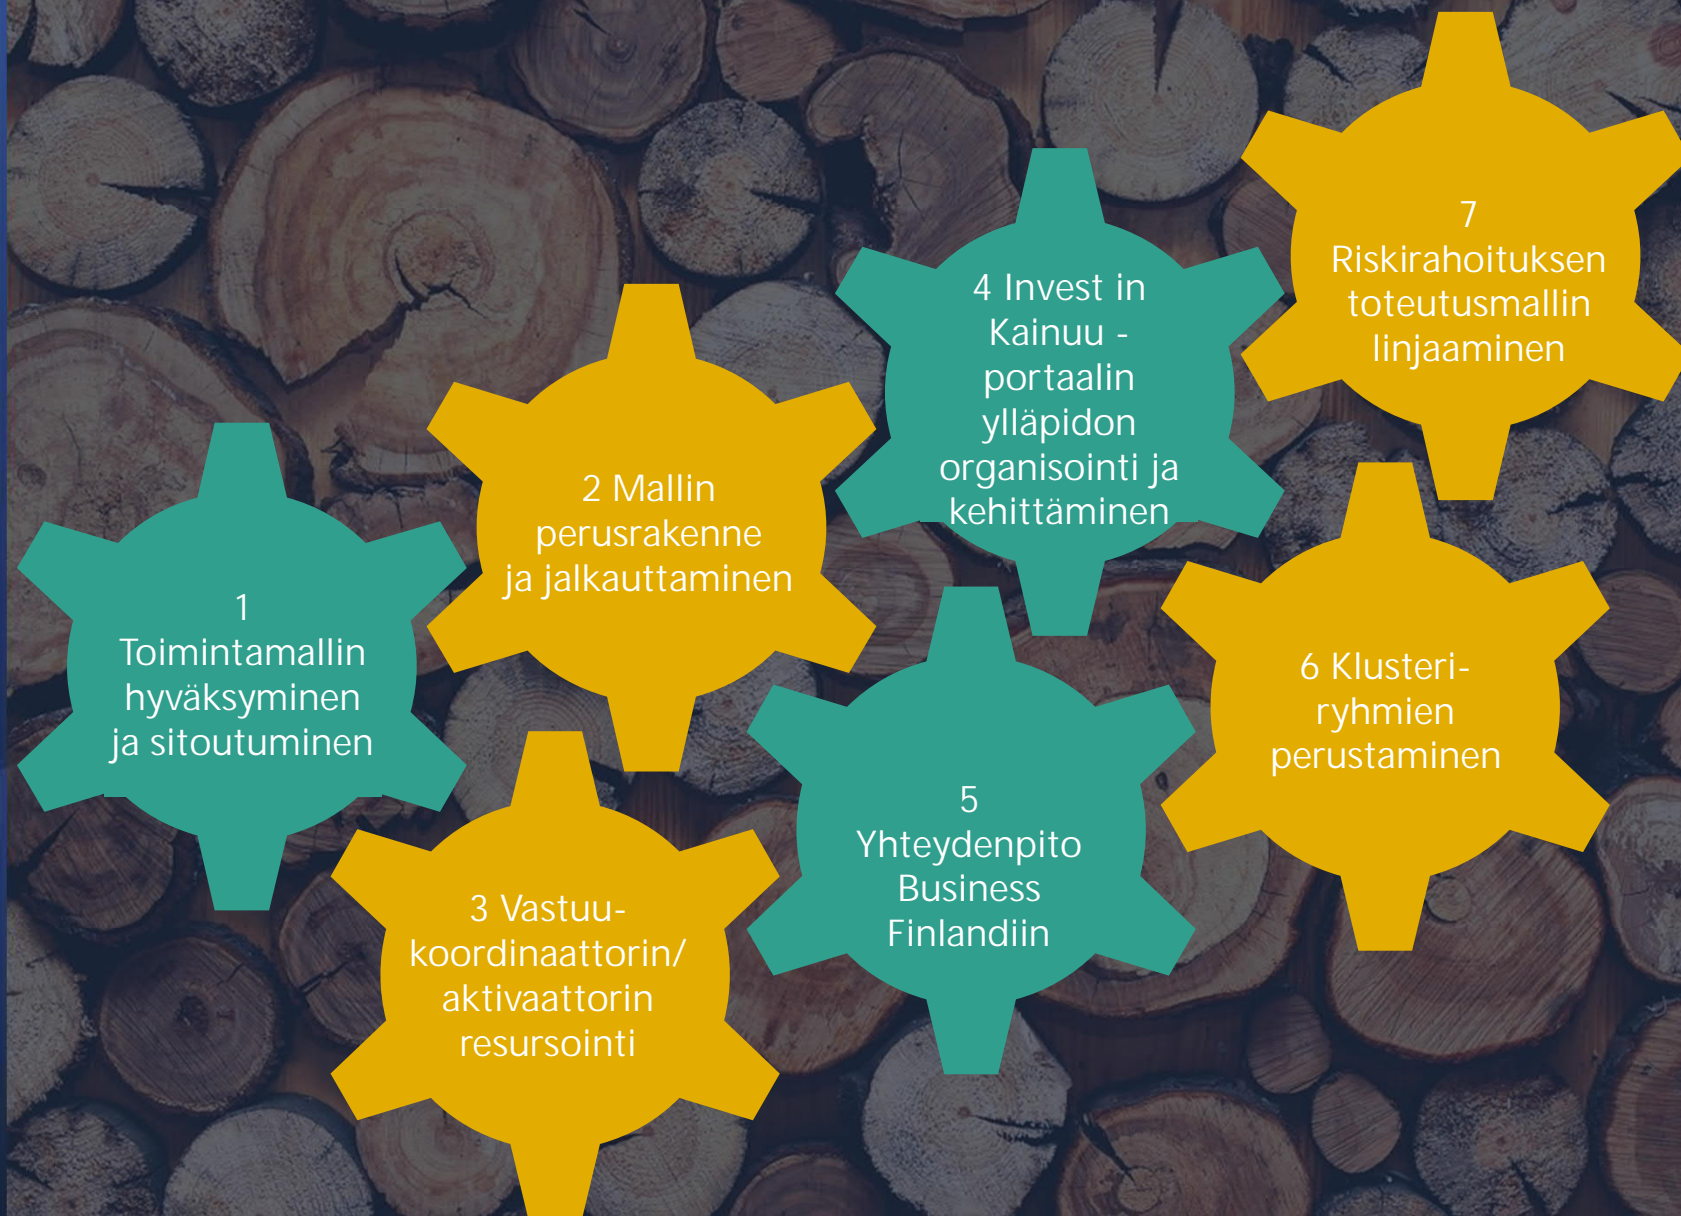 1
Toimintamallin
hyväksyminen
ja sitoutuminen
2 Mallin
perusrakenne
ja jalkauttaminen
3 Vastuu-
koordinaattorin/
aktivaattorin
resursointi
4 Invest in
Kainuu -
portaalin
ylläpidon
organisointi ja
kehittäminen
5
Yhteydenpito
Business
Finlandiin
6 Klusteri-
ryhmien
perustaminen
7
Riskirahoituksen
toteutusmallin
linjaaminen